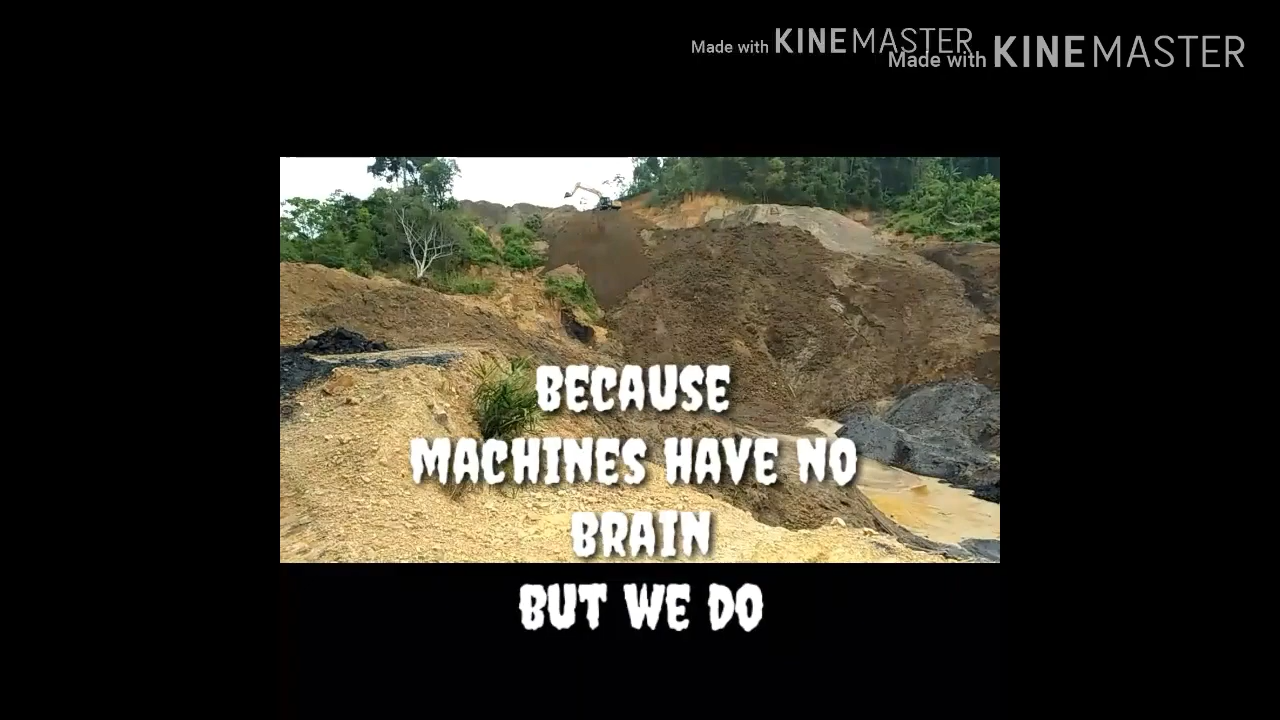 Made with KINEMASTER
Made with KINEMASTER
BECAUSE
MACHINES HAVE NO
BRAIN
BUT WE DO